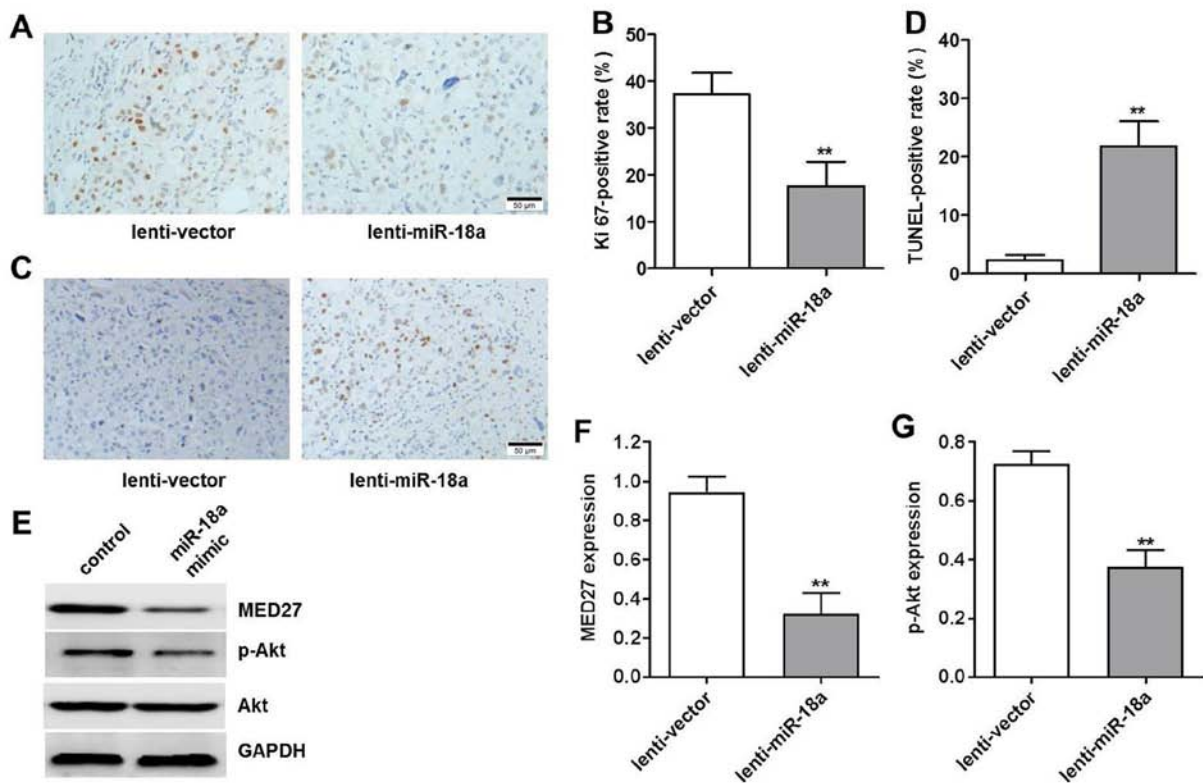 A
50 µm
lenti-vector
lenti-miR-18a
B
Ki 67-positive rate (%)
50
40
30
20
10
0
**
lenti-vector
lenti-miR-18a
D
TUNEL-positive rate (%)
40
30
20
10
0
**
lenti-vector
lenti-miR-18a
C
50 µm
lenti-vector
lenti-miR-18a
E
control
miR-18a
mimic
MED27
p-Akt
Akt
GAPDH
F
MED27 expression
1.2
1.0
0.8
0.6
0.4
0.2
0.0
**
lenti-vector
lenti-miR-18a
G
p-Akt expression
0.8
0.6
0.4
0.2
0.0
**
lenti-vector
lenti-miR-18a